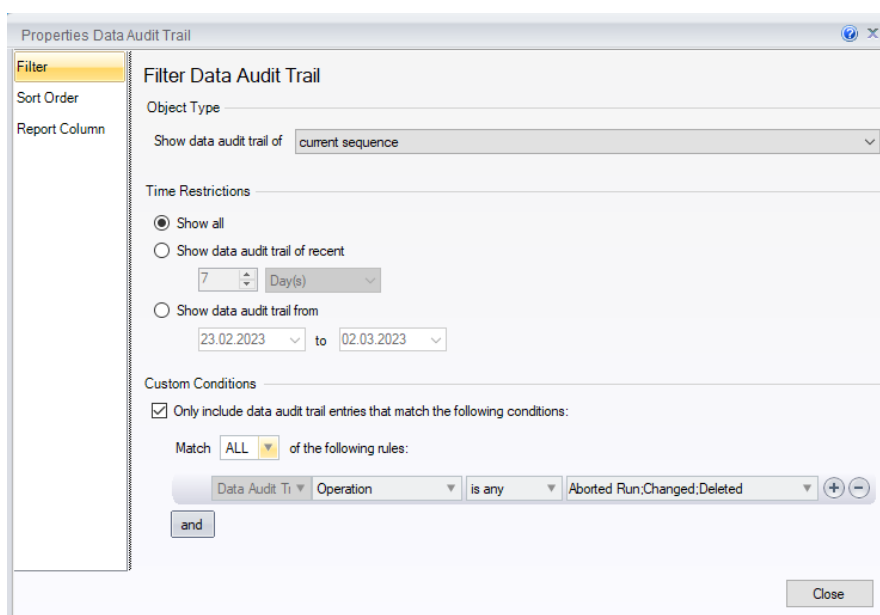 Properties Data Audit Trail
Filter
Sort Order
Report Column
Filter Data Audit Trail
Object Type
Show data audit trail of current sequence
Time Restrictions
Show all
Show data audit trail of recent
7 Day(s)
Show data audit trail from
23.02.2023 to 02.03.2023
Custom Conditions
Only include data audit trail entries that match the following conditions:
Match ALL of the following rules:
Data Audit Tr Operation is any Aborted Run;Changed;Deleted
and
Close